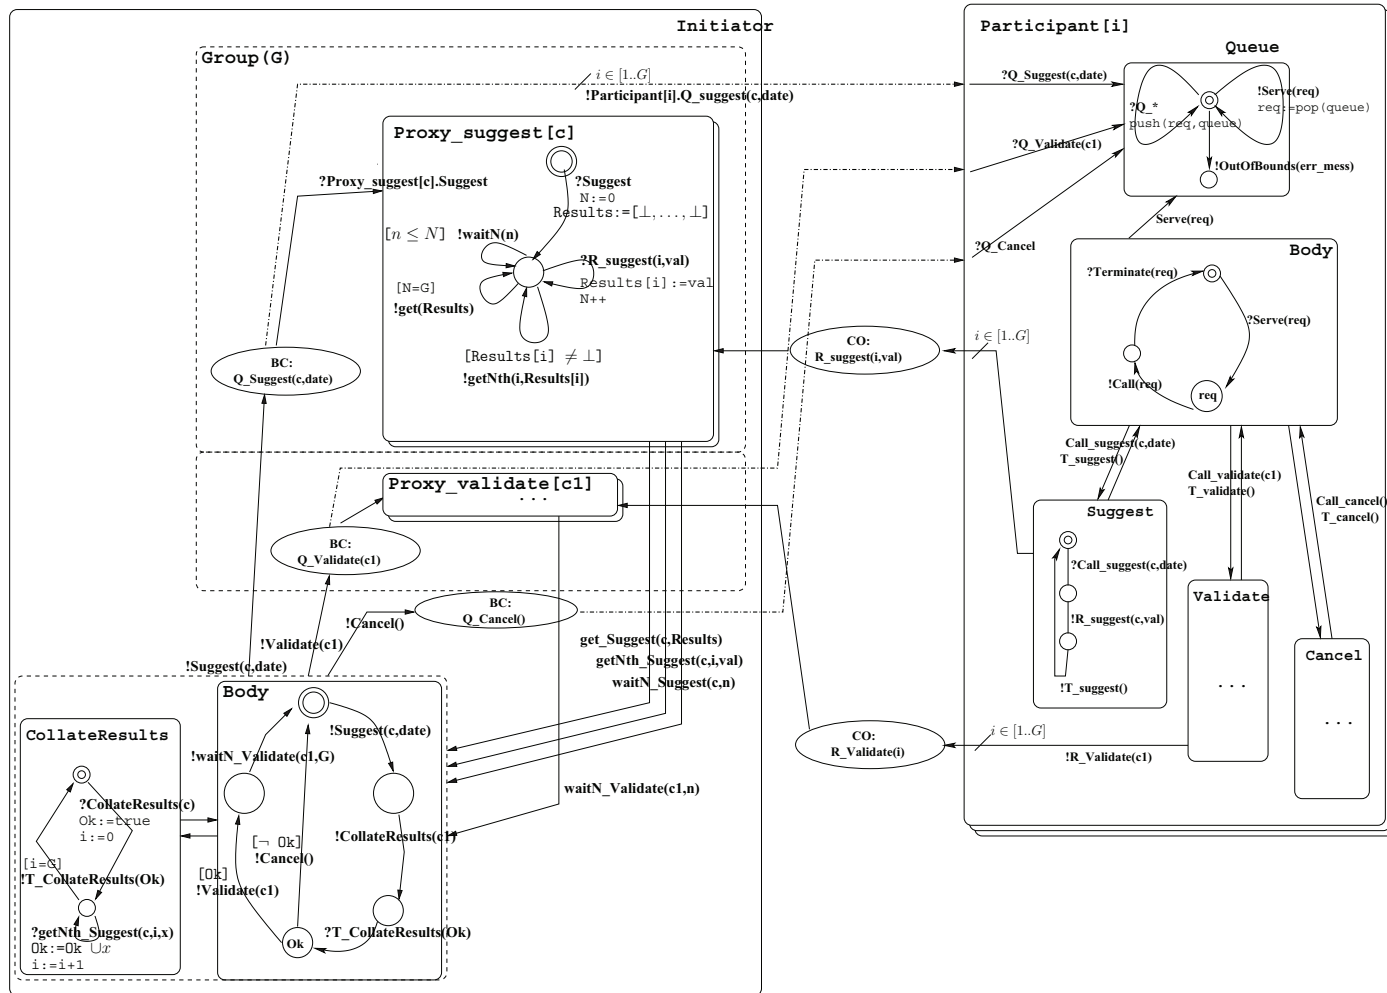 Initiator
Group(G)
i ∈ [1..G]
!Participant[i].Q_suggest(c,date)
Proxy_suggest[c]
?Proxy_suggest[c].Suggest
?Suggest
N:=0
Results:=[⊥,...,⊥]
[n ≤ N]
!waitN(n)
?R_suggest(i,val)
Results[i]:=val
N++
[N=G]
!get(Results)
[Results[i] ≠ ⊥]
!getNth(i,Results[i])
BC:
Q_Suggest(c,date)
CO:
R_suggest(i,val)
Proxy_validate[c1]
...
BC:
Q_Validate(c1)
BC:
Q_Cancel()
!Cancel()
!Validate(c1)
!Suggest(c,date)
get_Suggest(c,Results)
getNth_Suggest(c,i,val)
waitN_Suggest(c,n)
waitN_Validate(c1,n)
Body
!Suggest(c,date)
!waitN_Validate(c1,G)
!CollateResults(c1)
[¬ Ok]
!Cancel()
[Ok]
!Validate(c1)
?T_CollateResults(Ok)
Ok
CollateResults
?CollateResults(c)
Ok:=true
i:=0
[i=G]
!T_CollateResults(Ok)
?getNth_Suggest(c,i,x)
Ok:=Ok ∪x
i:=i+1
CO:
R_Validate(i)
i ∈ [1..G]
!R_Validate(c1)
i ∈ [1..G]
Participant[i]
Queue
?Q_Suggest(c,date)
?Q_*
push(req,queue)
!Serve(req)
req:=pop(queue)
?Q_Validate(c1)
!OutOfBounds(err_mess)
?Q_Cancel
Serve(req)
Body
?Terminate(req)
?Serve(req)
!Call(req)
req
Call_suggest(c,date)
T_suggest()
Call_validate(c1)
T_validate()
Call_cancel()
T_cancel()
Suggest
?Call_suggest(c,date)
!R_suggest(c,val)
!T_suggest()
Validate
...
Cancel
...